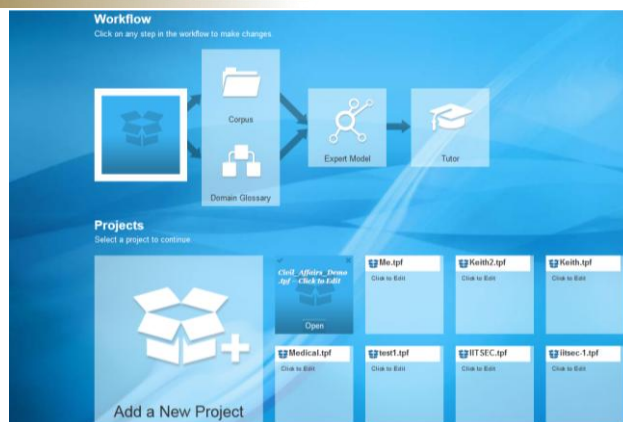 Workflow
Click on any step in the workflow to make changes.
Corpus
Domain Glossary
Expert Model
Tutor
Projects
Select a project to continue
Add a New Project
Civil_Affairs_Demo
.tpf - Click to Edit
Open
Me.tpf
Click to Edit
Keith2.tpf
Click to Edit
Keith.tpf
Click to Edit
Medical.tpf
Click to Edit
test1.tpf
Click to Edit
IITSEC.tpf
Click to Edit
iitsec-1.tpf
Click to Edit